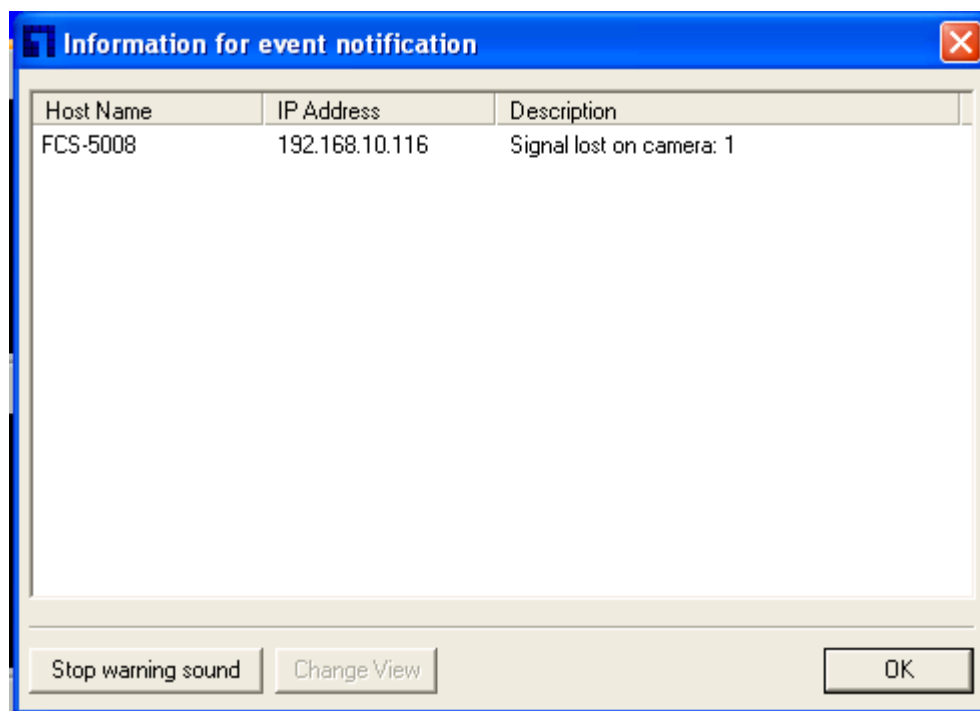 Information for event notification
Host Name IP Address Description
FCS-5008 192.168.10.116 Signal lost on camera: 1
Stop warning sound Change View OK